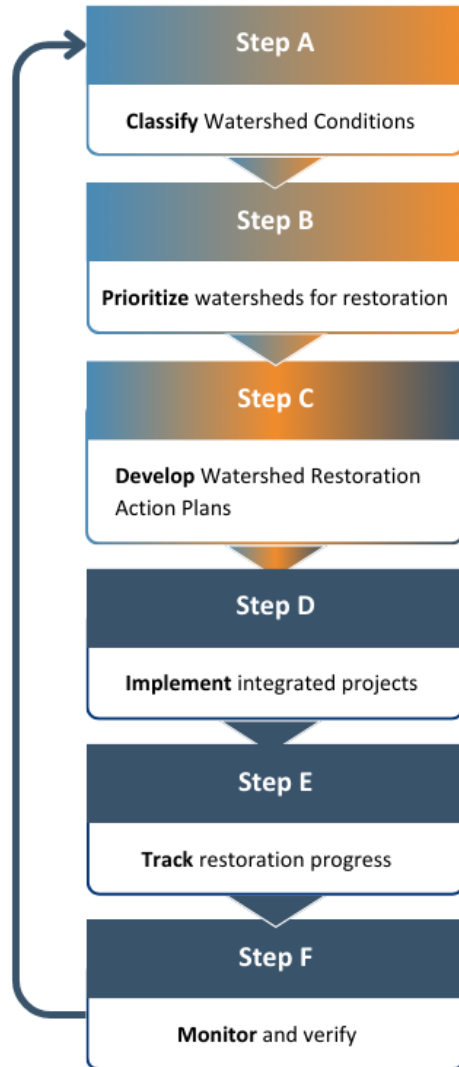 Step A
Classify Watershed Conditions
Step B
Prioritize watersheds for restoration
Step C
Develop Watershed Restoration
Action Plans
Step D
Implement integrated projects
Step E
Track restoration progress
Step F
Monitor and verify